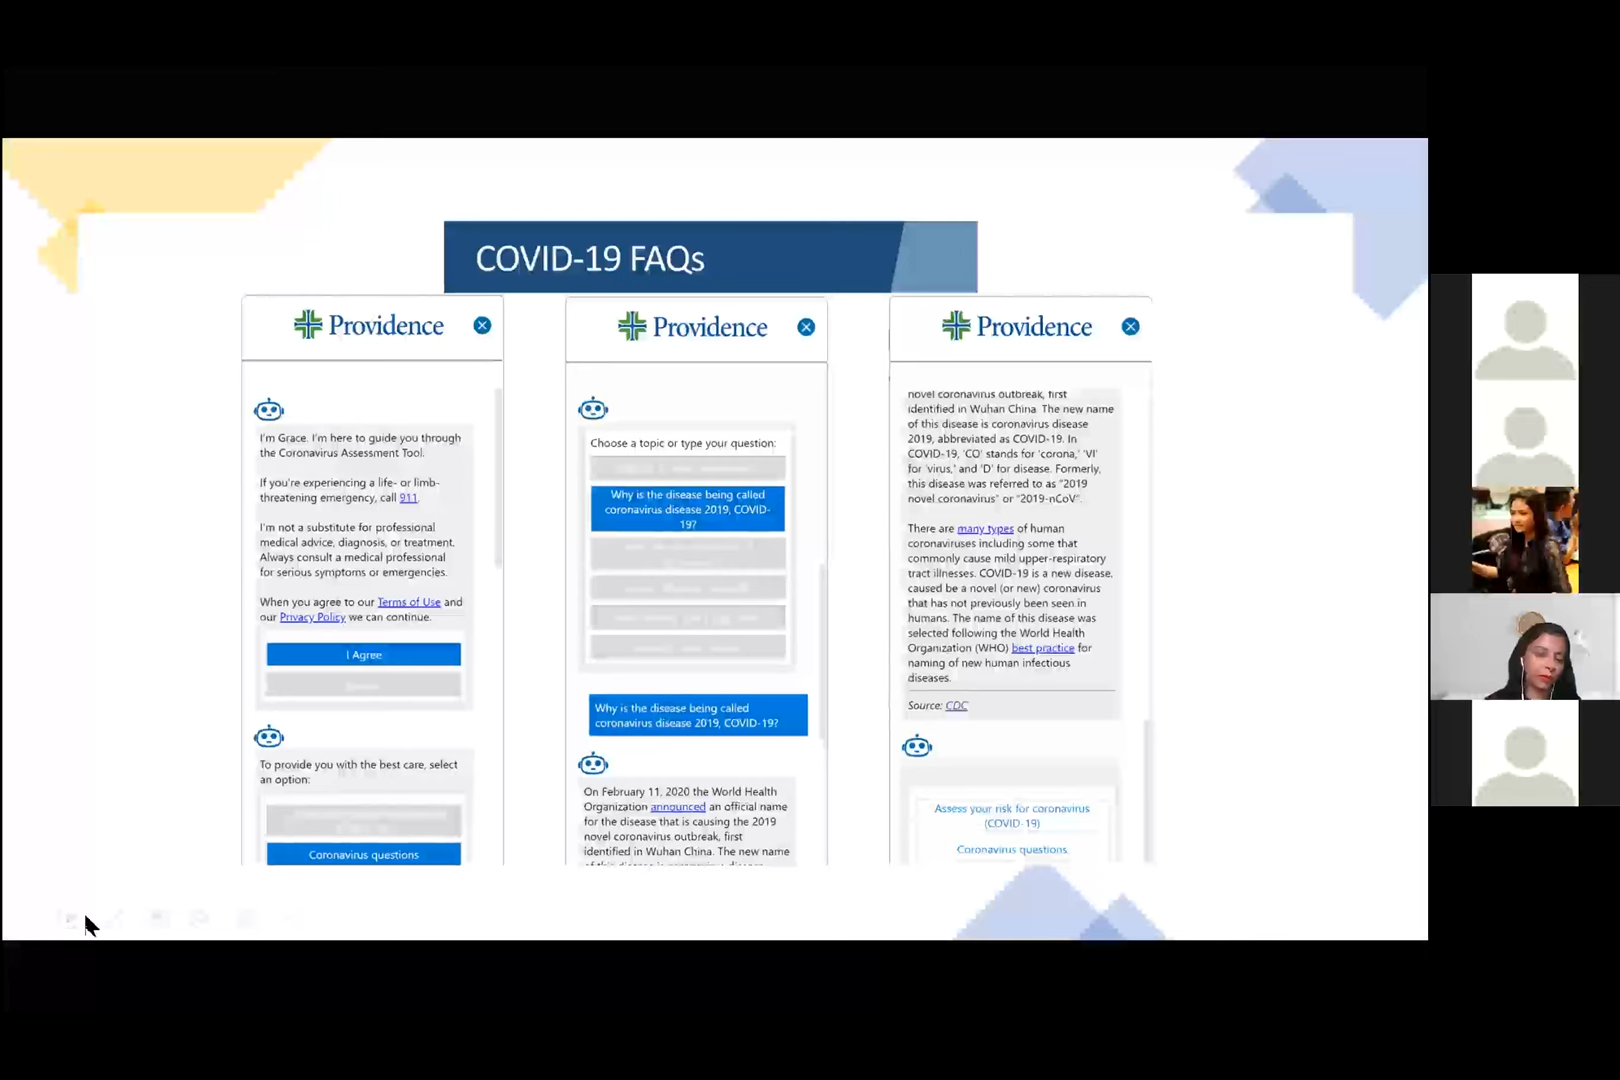 COVID-19 FAQs
Providence
I'm Grace. I'm here to guide you through
the Coronavirus Assessment Tool.
If you're experiencing a life- or limb-
threatening emergency, call 911.
I'm not a substitute for professional
medical advice, diagnosis, or treatment.
Always consult a medical professional
for serious symptoms or emergencies.
When you agree to our Terms of Use and
our Privacy Policy we can continue.
I Agree
To provide you with the best care, select
an option:
Coronavirus questions
Providence
Choose a topic or type your question:
Why is the disease being called
coronavirus disease 2019, COVID-
19?
Why is the disease being called
coronavirus disease 2019, COVID-19?
On February 11, 2020 the World Health
Organization announced an official name
for the disease that is causing the 2019
novel coronavirus outbreak, first
identified in Wuhan China. The new name
of this disease is coronavirus disease
Providence
novel coronavirus outbreak, first
identified in Wuhan China. The new name
of this disease is coronavirus disease
2019, abbreviated as COVID-19. In
COVID-19, 'CO' stands for 'corona,' 'VI'
for 'virus,' and 'D' for disease. Formerly,
this disease was referred to as "2019
novel coronavirus" or "2019-nCoV".
There are many types of human
coronaviruses including some that
commonly cause mild upper-respiratory
tract illnesses. COVID-19 is a new disease,
caused by a novel (or new) coronavirus
that has not previously been seen in
humans. The name of this disease was
selected following the World Health
Organization (WHO) best practice for
naming of new human infectious
diseases.
Source: CDC
Assess your risk for coronavirus
(COVID-19)
Coronavirus questions